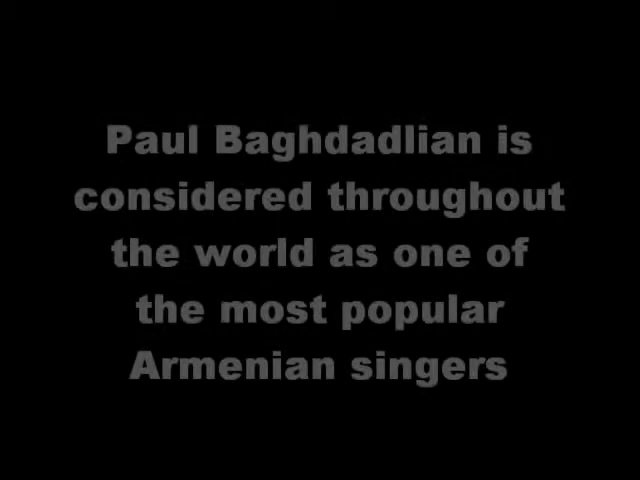 Paul Baghdadlian is
considered throughout
the world as one of
the most popular
Armenian singers